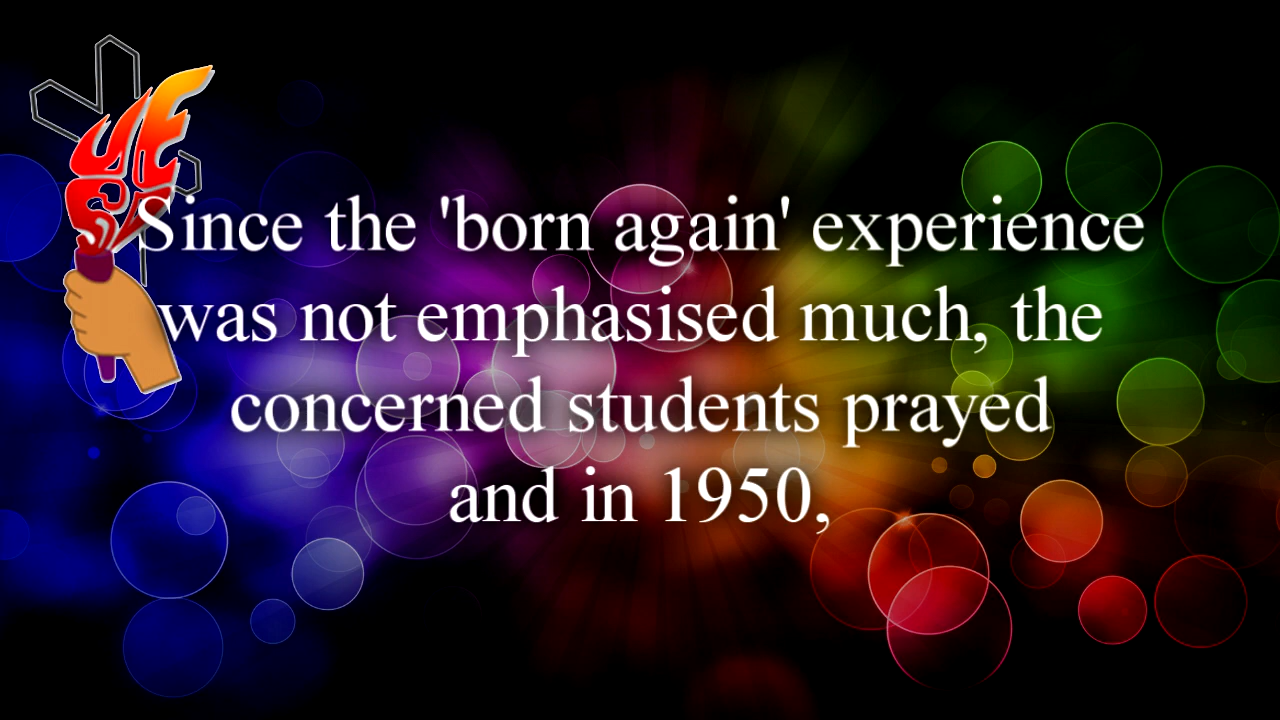 Since the 'born again' experience
was not emphasised much, the
concerned students prayed
and in 1950,